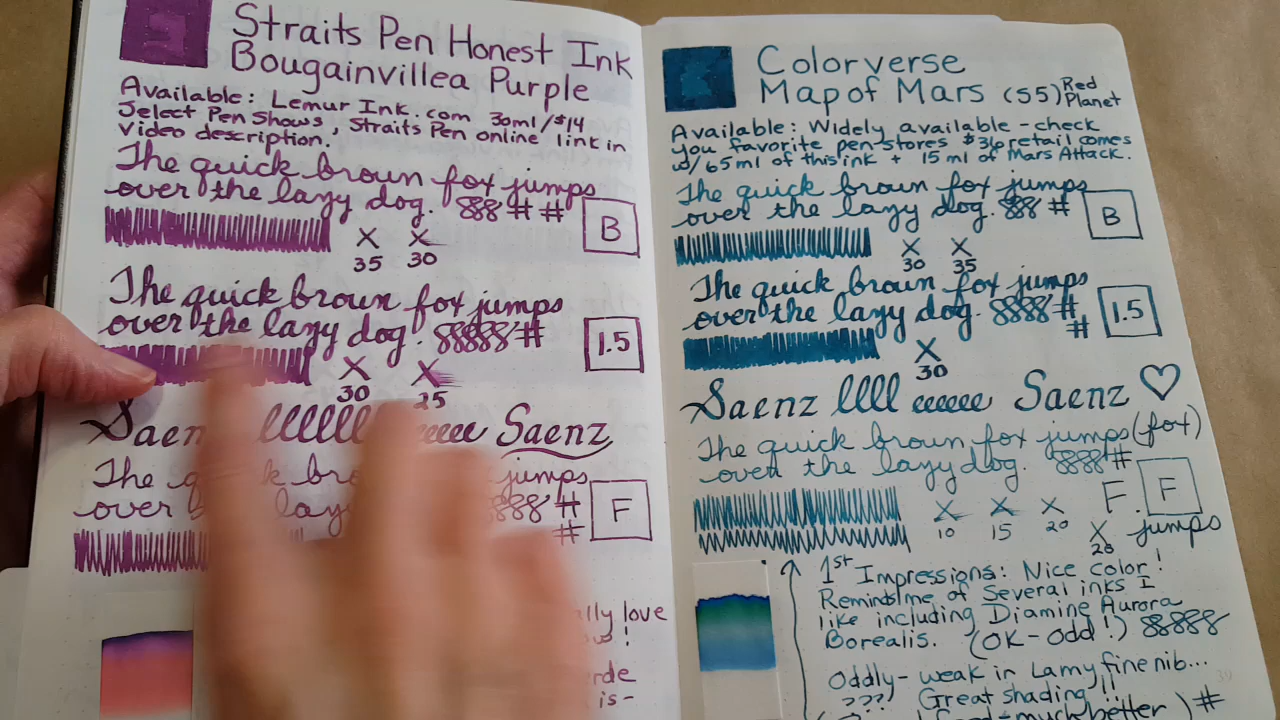 Straits Pen Honest Ink
Bougainvillea Purple
Available: Lemur Ink.com 30ml/$14
Select Pen Shows, Straits Pen online link in
video description.
The quick brown fox jumps
over the lazy dog. 888 # #
B
X X
35 30
The quick brown fox jumps
over the lazy dog. 88888 #
1.5
X X
30 25
Saenz
The jumps
over
F
ally love
Colorverse
Map of Mars (55) Red
Planet
Available: Widely available - check
you favorite pen stores $36 retail comes
w/65ml of this ink + 15 ml of Mars Attack.
The quick brown fox jumps
over the lazy dog. 888 #
B
X X
30 35
The quick brown fox jumps
over the lazy dog. 8888 #
#
1.5
X
30
Saenz llll eeeeee Saenz ♡
The quick brown fox jumps (fox)
over the lazy dog. 8888 #
F. F
X X X
10 15 20
X jumps
20
1st Impressions: Nice color!
Reminds me of Several inks I
like including Diamine Aurora
Borealis. (OK - odd!) 88888
Oddly - weak in Lamy fine nib...
???) Great shading!!
much better) #